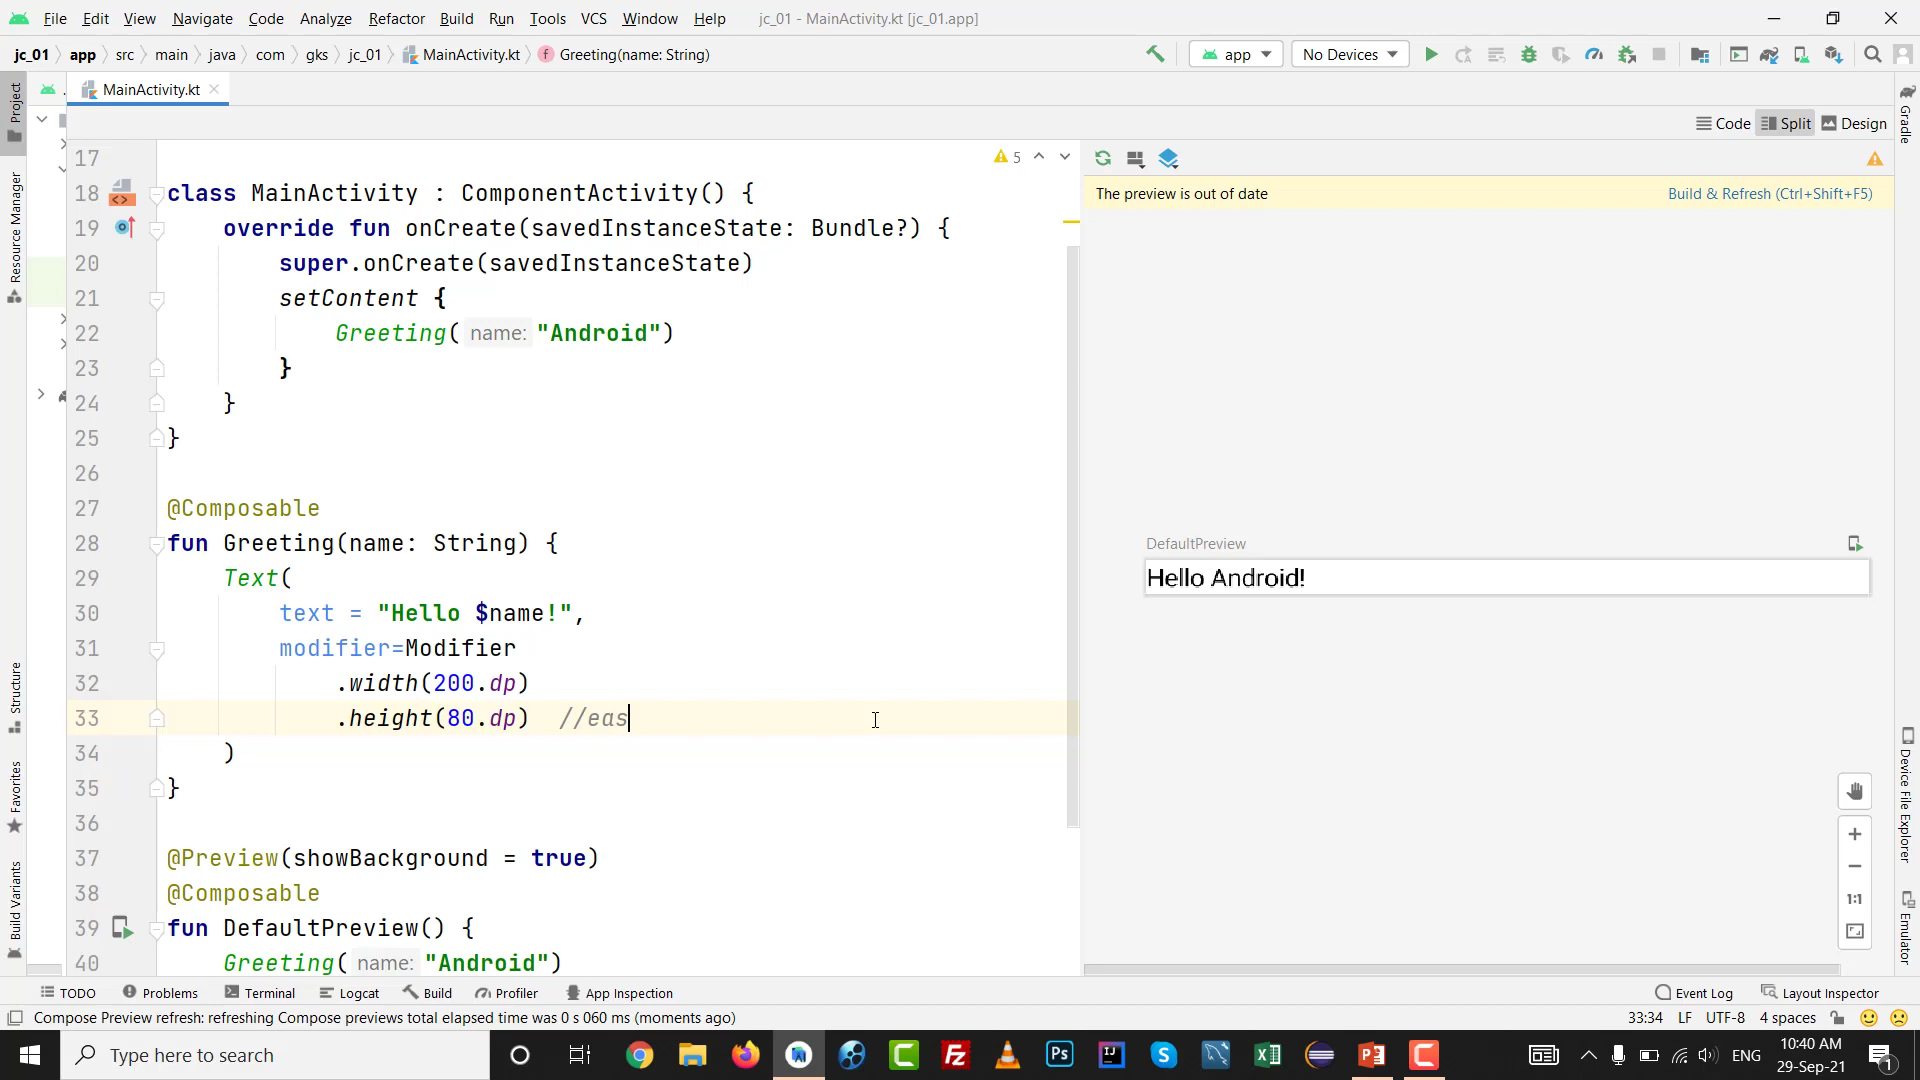 File Edit View Navigate Code Analyze Refactor Build Run Tools VCS Window Help jc_01 - MainActivity.kt [jc_01.app]
jc_01 app src main java com gks jc_01 MainActivity.kt Greeting(name: String) app No Devices
MainActivity.kt
Code Split Design
Project
Resource Manager
Structure
Favorites
Build Variants
Gradle
Device File Explorer
Emulator
5
17
18 class MainActivity : ComponentActivity() {
19 override fun onCreate(savedInstanceState: Bundle?) {
20 super.onCreate(savedInstanceState)
21 setContent {
22 Greeting( name: "Android")
23 }
24 }
25 }
26
27 @Composable
28 fun Greeting(name: String) {
29 Text(
30 text = "Hello $name!",
31 modifier=Modifier
32 .width(200.dp)
33 .height(80.dp) //eas
34 )
35 }
36
37 @Preview(showBackground = true)
38 @Composable
39 fun DefaultPreview() {
40 Greeting( name: "Android")
The preview is out of date Build & Refresh (Ctrl+Shift+F5)
DefaultPreview
Hello Android!
1:1
TODO Problems Terminal Logcat Build Profiler App Inspection Event Log Layout Inspector
Compose Preview refresh: refreshing Compose previews total elapsed time was 0 s 060 ms (moments ago) 33:34 LF UTF-8 4 spaces
Type here to search ENG 10:40 AM
29-Sep-21
1